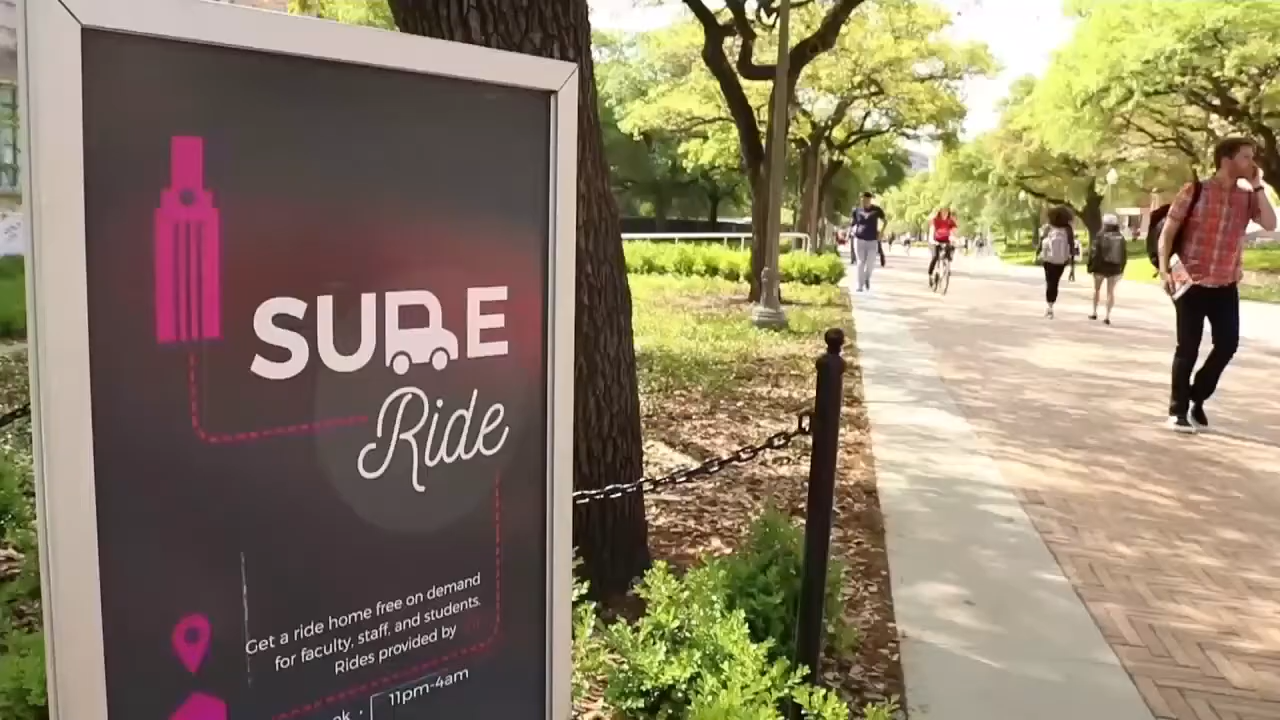 SURE
Ride
Get a ride home free on demand
for faculty, staff, and students.
Rides provided by
11pm-4am